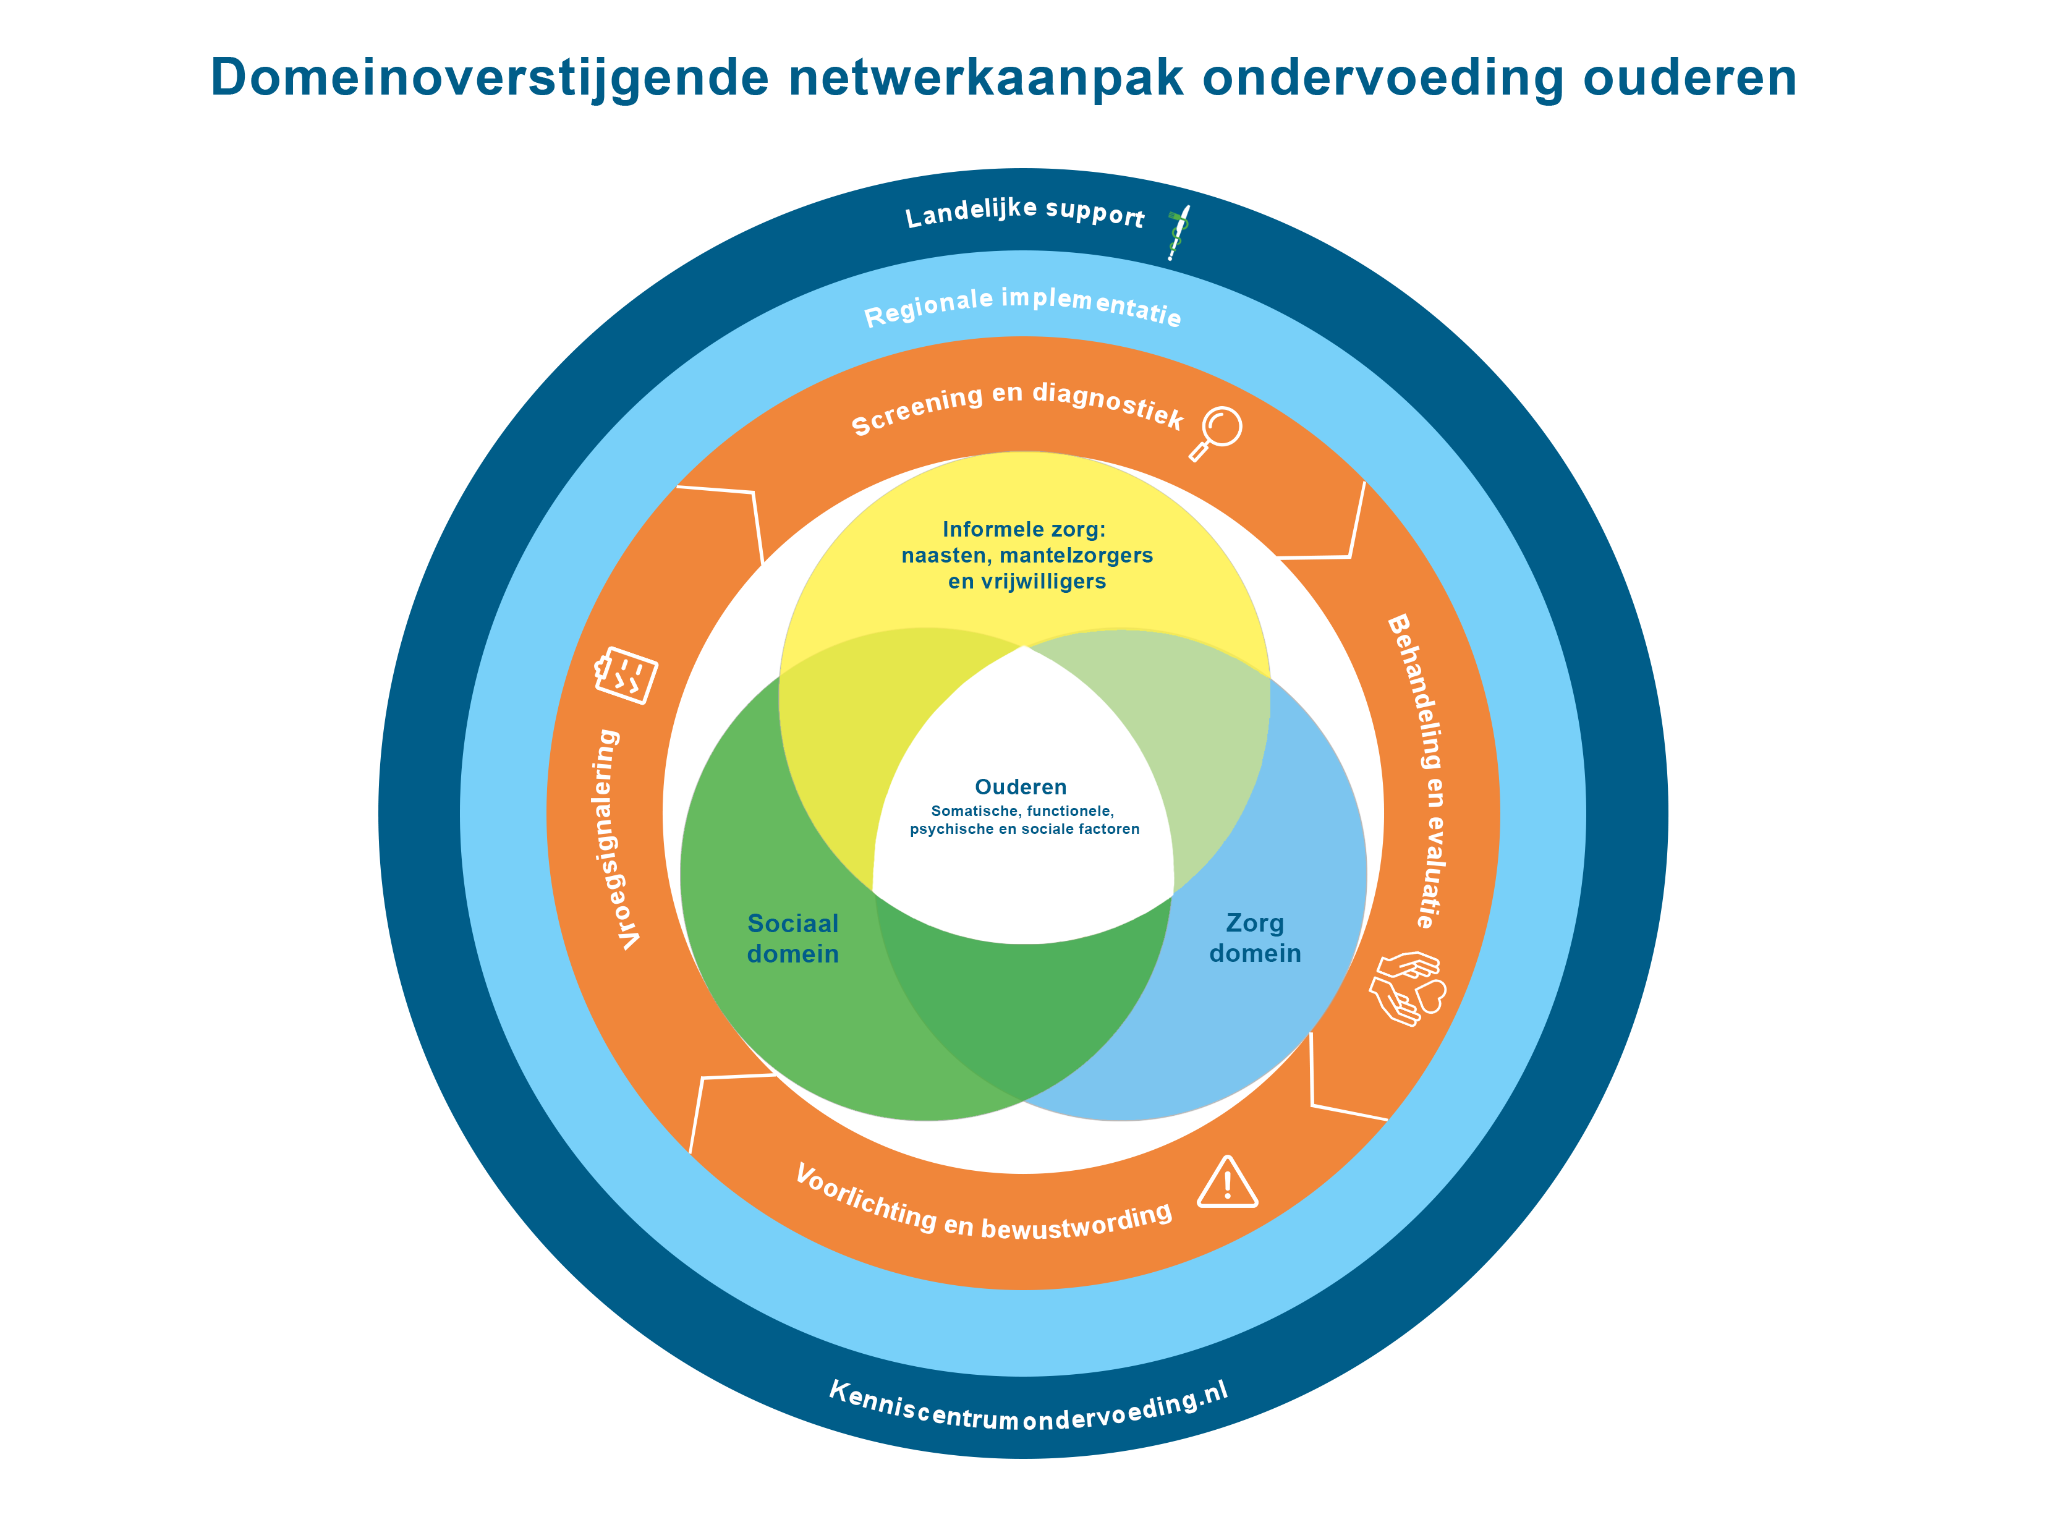 Domeinoverstijgende netwerkaanpak ondervoeding ouderen
Landelijke support
Regionale implementatie
Screening en diagnostiek
Informele zorg:
naasten, mantelzorgers
en vrijwilligers
Behandeling en evaluatie
Vroegsignalering
Ouderen
Somatische, functionele,
psychische en sociale factoren
Sociaal
domein
Zorg
domein
Voorlichting en bewustwording
Kenniscentrumondervoeding.nl